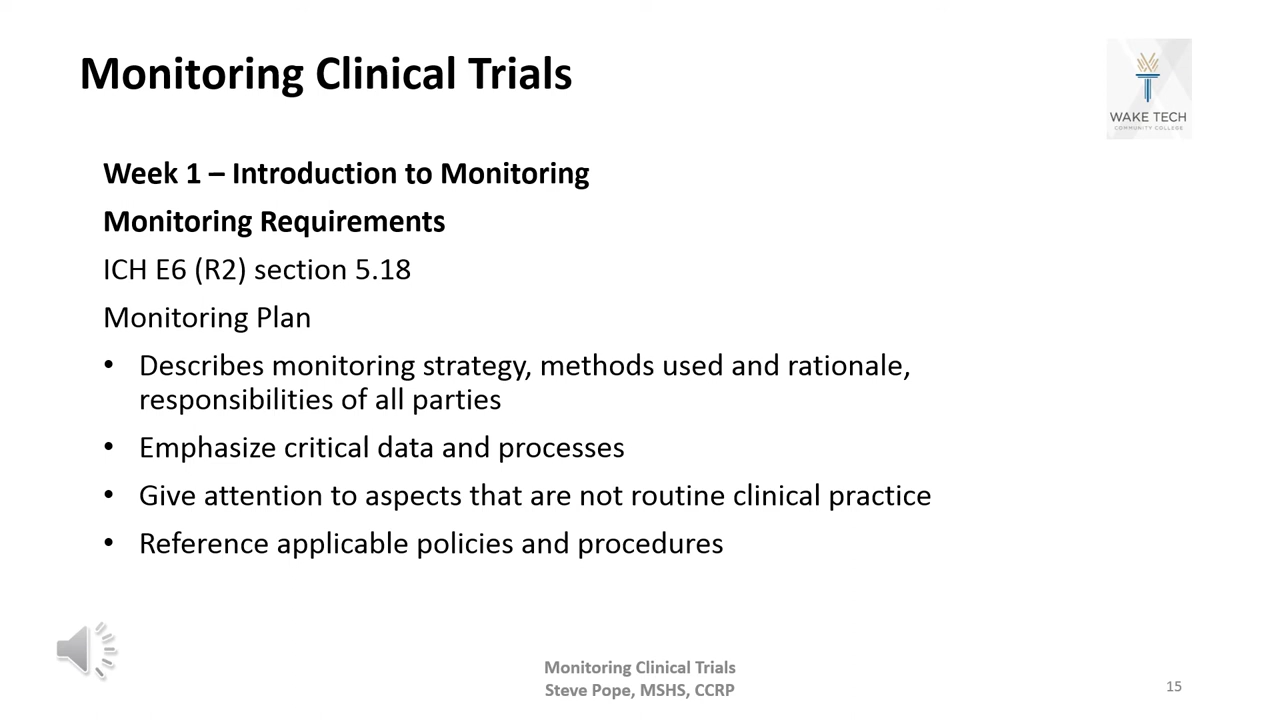 Monitoring Clinical Trials
WAKE TECH
COMMUNITY COLLEGE
Week 1 – Introduction to Monitoring
Monitoring Requirements
ICH E6 (R2) section 5.18
Monitoring Plan
• Describes monitoring strategy, methods used and rationale,
responsibilities of all parties
• Emphasize critical data and processes
• Give attention to aspects that are not routine clinical practice
• Reference applicable policies and procedures
Monitoring Clinical Trials
Steve Pope, MSHS, CCRP
15